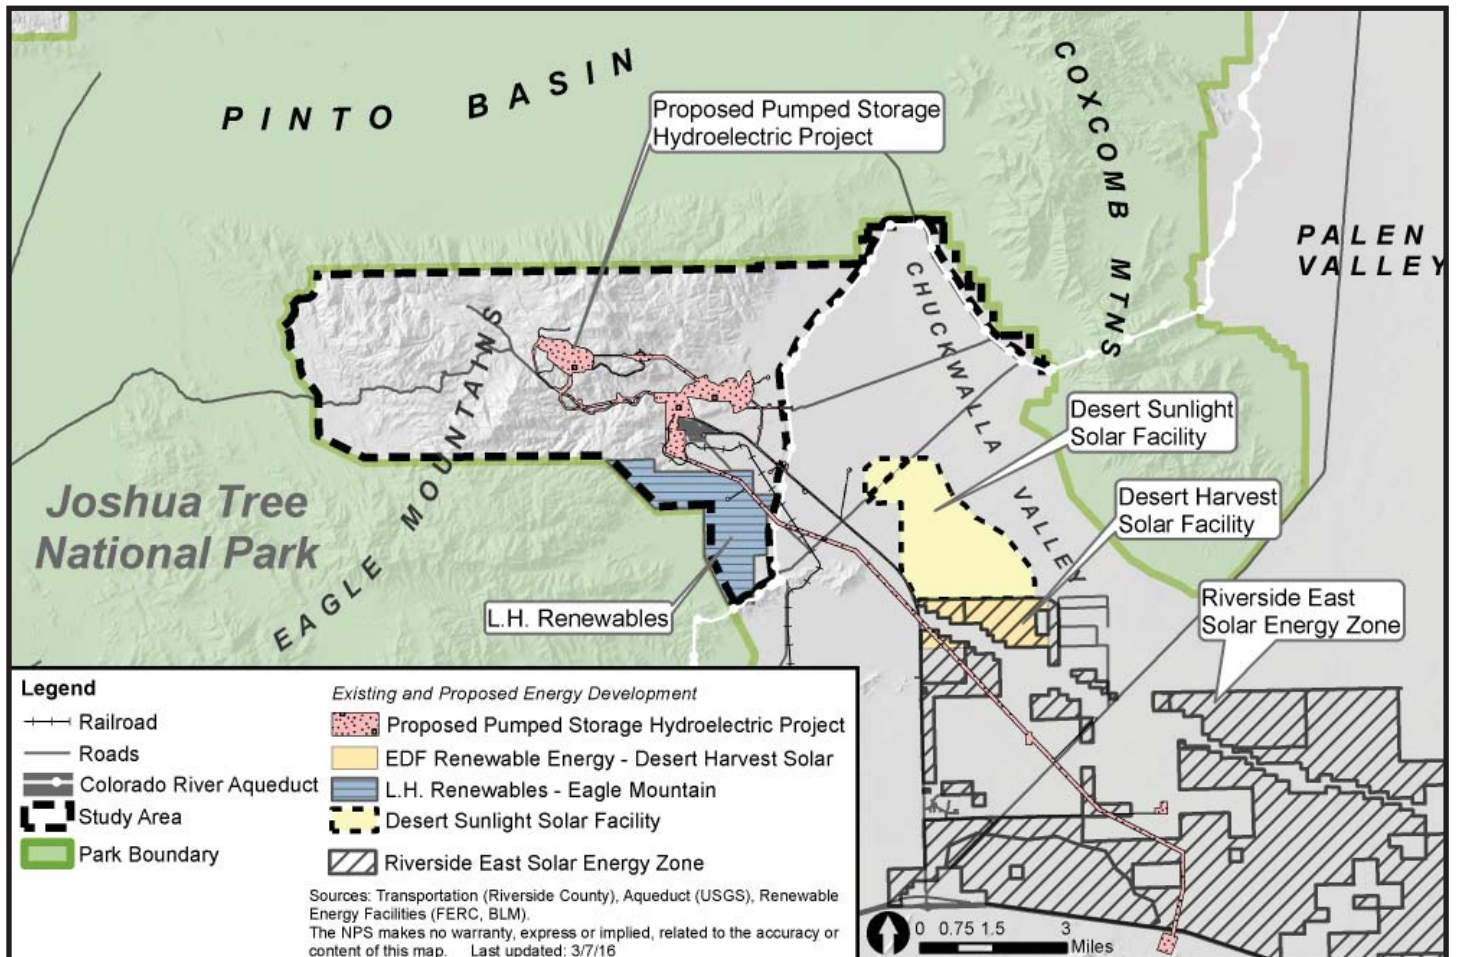 PINTO BASIN
COXCOMB MTNS
Proposed Pumped Storage
Hydroelectric Project
PALEN
VALLEY
CHUCKWALLA VALLEY
EAGLE MOUNTAINS
Desert Sunlight
Solar Facility
Joshua Tree
National Park
Desert Harvest
Solar Facility
L.H. Renewables
Riverside East
Solar Energy Zone
Legend
Railroad
Roads
Colorado River Aqueduct
Study Area
Park Boundary
Existing and Proposed Energy Development
Proposed Pumped Storage Hydroelectric Project
EDF Renewable Energy - Desert Harvest Solar
L.H. Renewables - Eagle Mountain
Desert Sunlight Solar Facility
Riverside East Solar Energy Zone
Sources: Transportation (Riverside County), Aqueduct (USGS), Renewable
Energy Facilities (FERC, BLM).
The NPS makes no warranty, express or implied, related to the accuracy or
content of this map. Last updated: 3/7/16
0 0.75 1.5 3
Miles